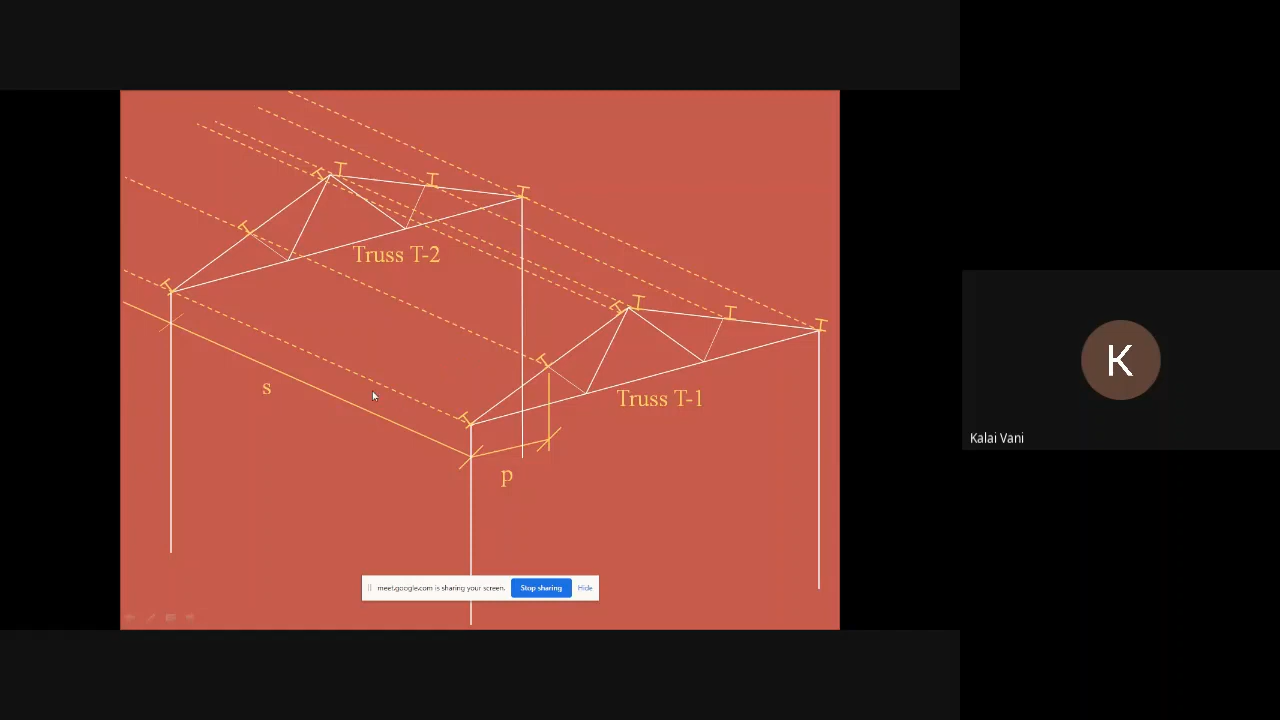 Truss T-2
s
Truss T-1
p
meet.google.com is sharing your screen.
Stop sharing
Hide
K
Kalai Vani